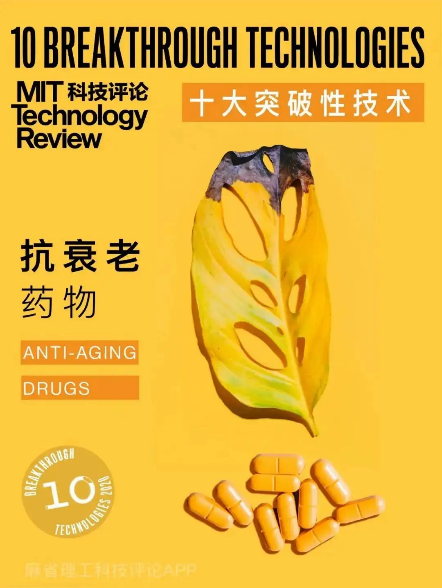 10 BREAKTHROUGH TECHNOLOGIES
MIT 科技评论
Technology
Review
十大突破性技术
抗衰老
药物
ANTI-AGING
DRUGS
BREAKTHROUGH
10
TECHNOLOGIES 2020
麻省理工科技评论APP